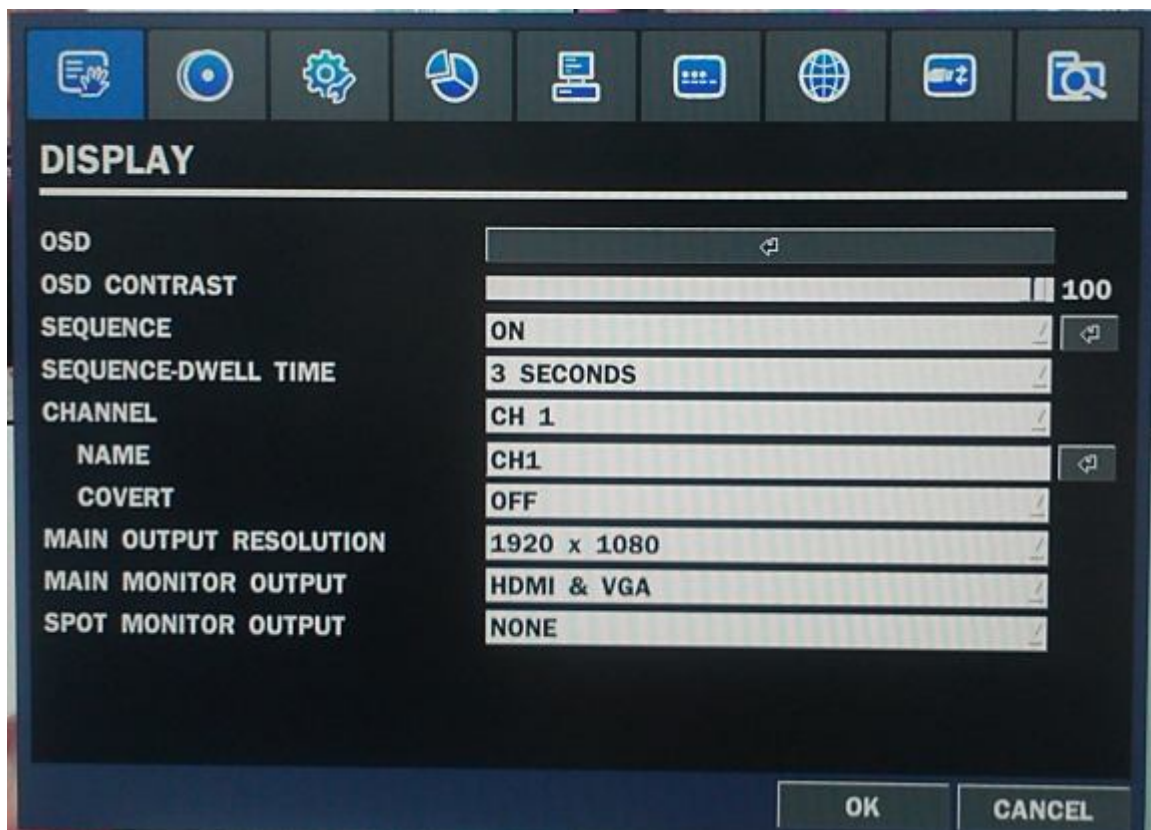 DISPLAY
OSD
OSD CONTRAST 100
SEQUENCE ON
SEQUENCE-DWELL TIME 3 SECONDS
CHANNEL CH 1
NAME CH1
COVERT OFF
MAIN OUTPUT RESOLUTION 1920 x 1080
MAIN MONITOR OUTPUT HDMI & VGA
SPOT MONITOR OUTPUT NONE
OK CANCEL